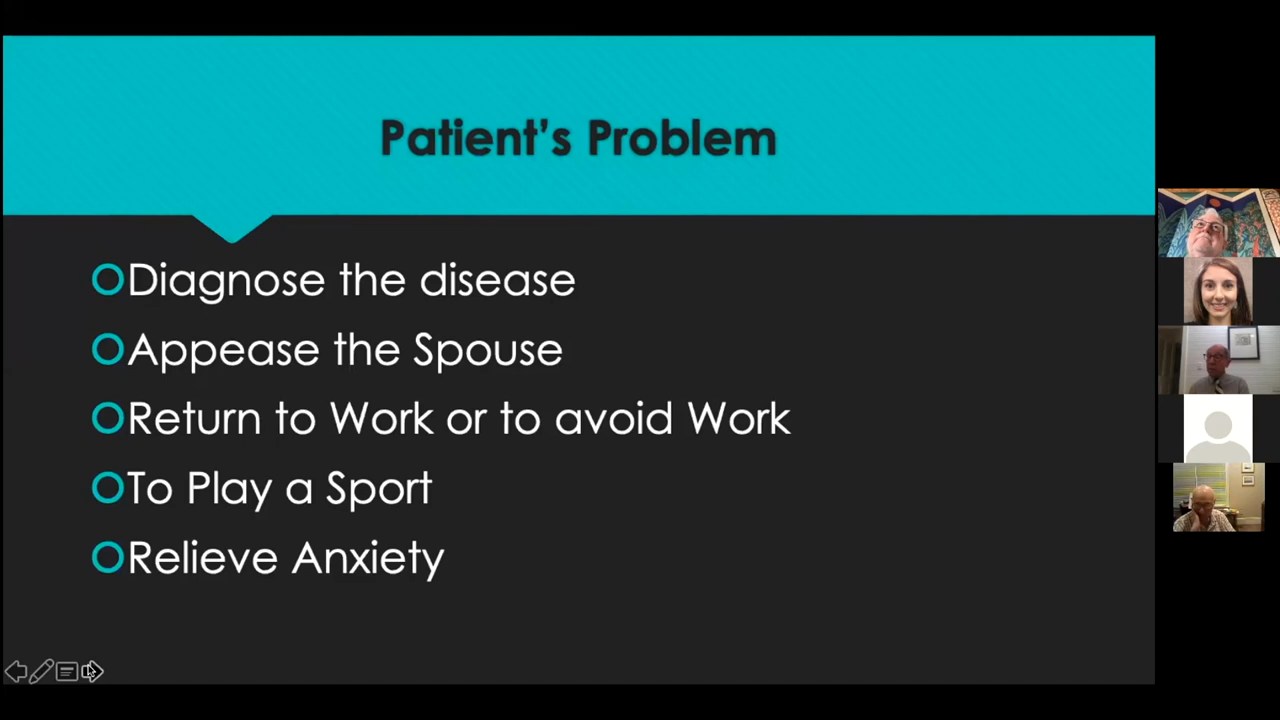 Patient’s Problem
Diagnose the disease
Appease the Spouse
Return to Work or to avoid Work
To Play a Sport
Relieve Anxiety